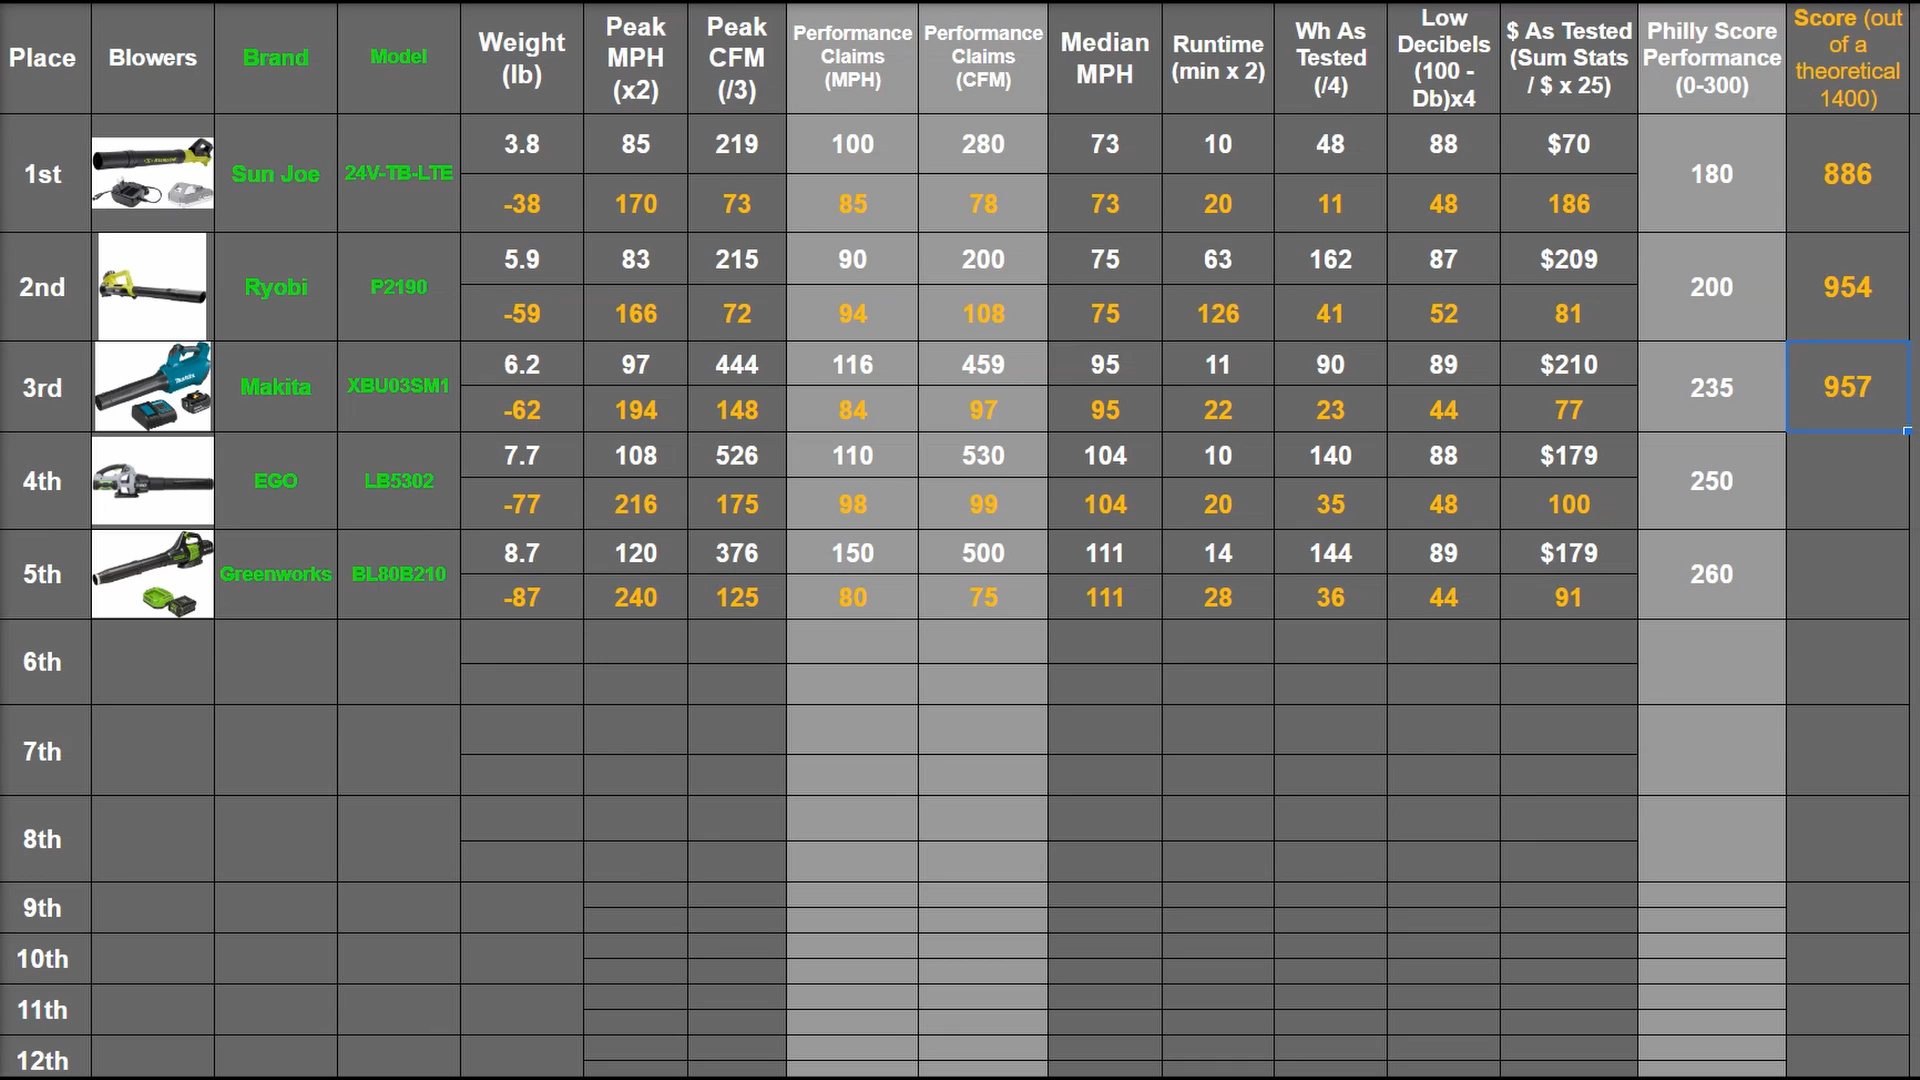 Place Blowers Brand Model Weight (lb) Peak MPH (x2) Peak CFM (/3) Performance Claims (MPH) Performance Claims (CFM) Median MPH Runtime (min x 2) Wh As Tested (/4) Low Decibels (100 - Db)x4 $ As Tested (Sum Stats / $ x 25) Philly Score Performance (0-300) Score (out of a theoretical 1400)
1st Sun Joe 24V-TB-LTE 3.8 85 219 100 280 73 10 48 88 $70 180 886
-38 170 73 85 78 73 20 11 48 186
2nd Ryobi P2190 5.9 83 215 90 200 75 63 162 87 $209 200 954
-59 166 72 94 108 75 126 41 52 81
3rd Makita XBU03SM1 6.2 97 444 116 459 95 11 90 89 $210 235 957
-62 194 148 84 97 95 22 23 44 77
4th EGO LB5302 7.7 108 526 110 530 104 10 140 88 $179 250
-77 216 175 98 99 104 20 35 48 100
5th Greenworks BL80B210 8.7 120 376 150 500 111 14 144 89 $179 260
-87 240 125 80 75 111 28 36 44 91
6th
7th
8th
9th
10th
11th
12th